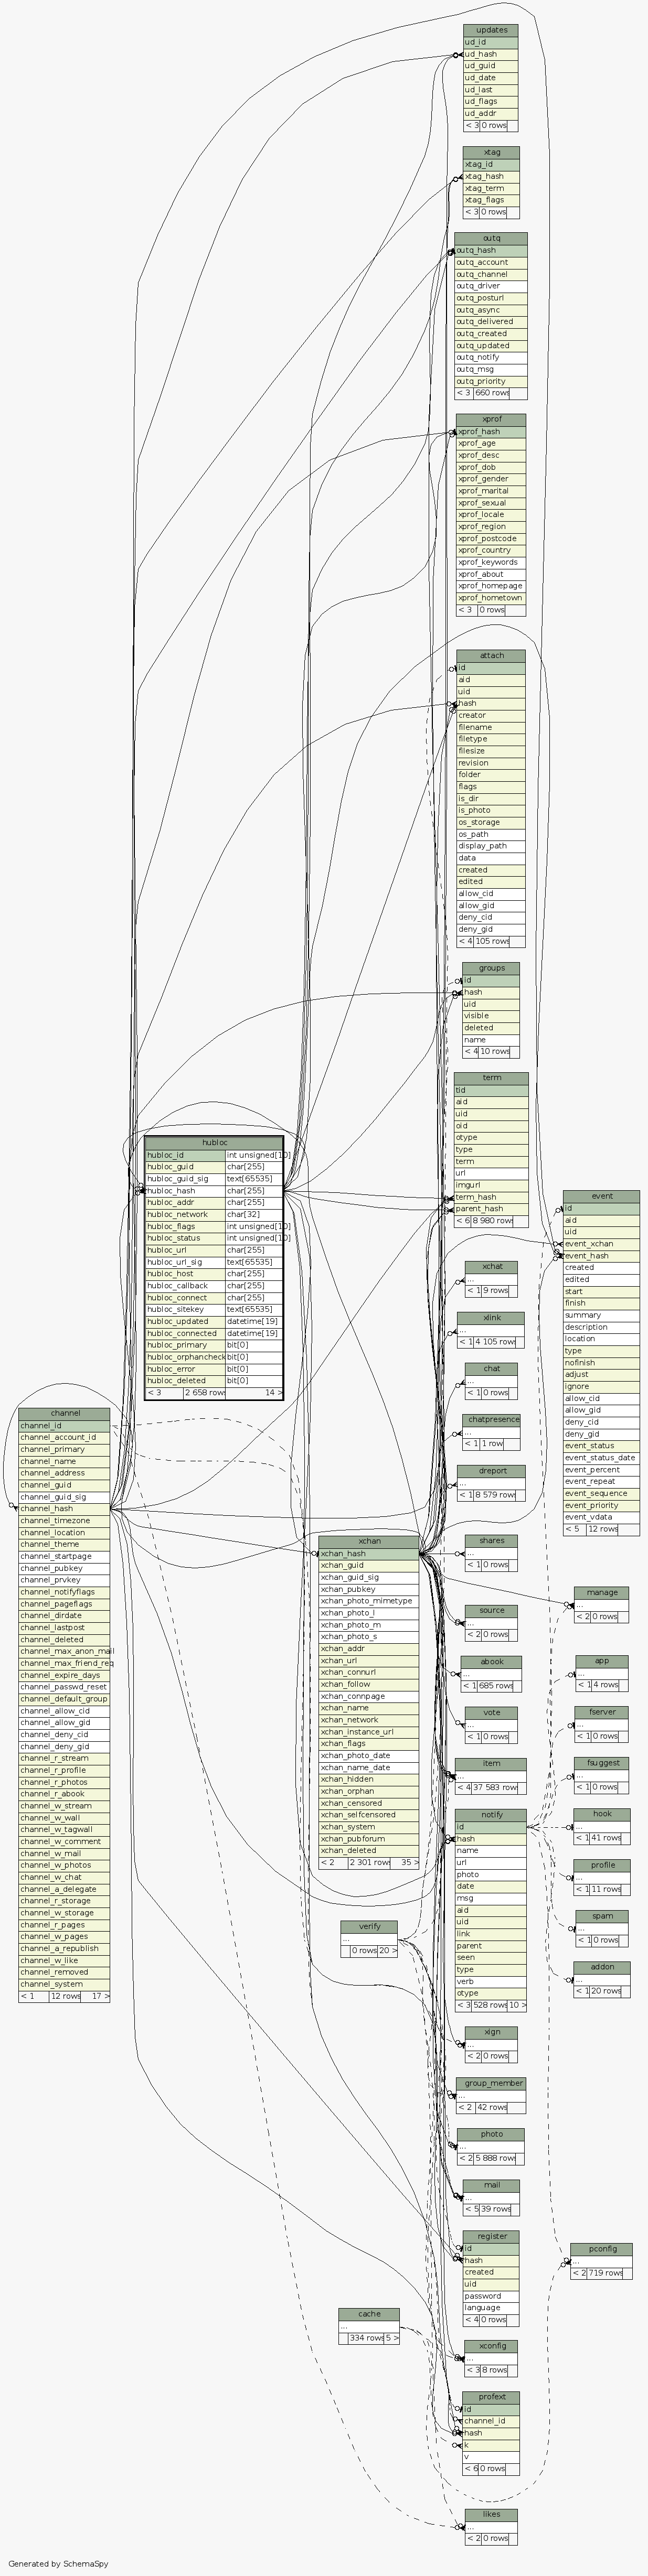 updates
ud_id
ud_hash
ud_guid
ud_date
ud_last
ud_flags
ud_addr
< 3 0 rows
xtag
xtag_id
xtag_hash
xtag_term
xtag_flags
< 3 0 rows
outq
outq_hash
outq_account
outq_channel
outq_driver
outq_posturl
outq_async
outq_delivered
outq_created
outq_updated
outq_notify
outq_msg
outq_priority
< 3 660 rows
xprof
xprof_hash
xprof_age
xprof_desc
xprof_dob
xprof_gender
xprof_marital
xprof_sexual
xprof_locale
xprof_region
xprof_postcode
xprof_country
xprof_keywords
xprof_about
xprof_homepage
xprof_hometown
< 3 0 rows
attach
id
aid
uid
hash
creator
filename
filetype
filesize
revision
folder
flags
is_dir
is_photo
os_storage
os_path
display_path
data
created
edited
allow_cid
allow_gid
deny_cid
deny_gid
< 4 105 rows
groups
id
hash
uid
visible
deleted
name
< 4 10 rows
term
tid
aid
uid
oid
otype
type
term
url
imgurl
term_hash
parent_hash
< 6 8 980 rows
hubloc
hubloc_id int unsigned[10]
hubloc_guid char[255]
hubloc_guid_sig text[65535]
hubloc_hash char[255]
hubloc_addr char[255]
hubloc_network char[32]
hubloc_flags int unsigned[10]
hubloc_status int unsigned[10]
hubloc_url char[255]
hubloc_url_sig text[65535]
hubloc_host char[255]
hubloc_callback char[255]
hubloc_connect char[255]
hubloc_sitekey text[65535]
hubloc_updated datetime[19]
hubloc_connected datetime[19]
hubloc_primary bit[0]
hubloc_orphancheck bit[0]
hubloc_error bit[0]
hubloc_deleted bit[0]
< 3 2 658 rows 14 >
event
id
aid
uid
event_xchan
event_hash
created
edited
start
finish
summary
description
location
type
nofinish
adjust
ignore
allow_cid
allow_gid
deny_cid
deny_gid
event_status
event_status_date
event_percent
event_repeat
event_sequence
event_priority
event_vdata
< 5 12 rows
xchat
...
< 1 9 rows
xlink
...
< 1 4 105 rows
chat
...
< 1 0 rows
chatpresence
...
< 1 1 row
dreport
...
< 1 8 579 rows
channel
channel_id
channel_account_id
channel_primary
channel_name
channel_address
channel_guid
channel_guid_sig
channel_hash
channel_timezone
channel_location
channel_theme
channel_startpage
channel_pubkey
channel_prvkey
channel_notifyflags
channel_pageflags
channel_dirdate
channel_lastpost
channel_deleted
channel_max_anon_mail
channel_max_friend_req
channel_expire_days
channel_passwd_reset
channel_default_group
channel_allow_cid
channel_allow_gid
channel_deny_cid
channel_deny_gid
channel_r_stream
channel_r_profile
channel_r_photos
channel_r_abook
channel_w_stream
channel_w_wall
channel_w_tagwall
channel_w_comment
channel_w_mail
channel_w_photos
channel_w_chat
channel_a_delegate
channel_r_storage
channel_w_storage
channel_r_pages
channel_w_pages
channel_a_republish
channel_w_like
channel_removed
channel_system
< 1 12 rows 17 >
xchan
xchan_hash
xchan_guid
xchan_guid_sig
xchan_pubkey
xchan_photo_mimetype
xchan_photo_l
xchan_photo_m
xchan_photo_s
xchan_addr
xchan_url
xchan_connurl
xchan_follow
xchan_connpage
xchan_name
xchan_network
xchan_instance_url
xchan_flags
xchan_photo_date
xchan_name_date
xchan_hidden
xchan_orphan
xchan_censored
xchan_selfcensored
xchan_system
xchan_pubforum
xchan_deleted
< 2 2 301 rows 35 >
shares
...
< 1 0 rows
source
...
< 2 0 rows
abook
...
< 1 685 rows
vote
...
< 1 0 rows
item
...
< 4 37 583 rows
manage
...
< 2 0 rows
app
...
< 1 4 rows
fserver
...
< 1 0 rows
fsuggest
...
< 1 0 rows
hook
...
< 1 41 rows
profile
...
< 1 11 rows
spam
...
< 1 0 rows
addon
...
< 1 20 rows
notify
id
hash
name
url
photo
date
msg
aid
uid
link
parent
seen
type
verb
otype
< 3 528 rows 10 >
verify
...
0 rows 20 >
xign
...
< 2 0 rows
group_member
...
< 2 42 rows
photo
...
< 2 5 888 rows
mail
...
< 5 39 rows
register
id
hash
created
uid
password
language
< 4 0 rows
pconfig
...
< 2 719 rows
cache
...
334 rows 5 >
xconfig
...
< 3 8 rows
profext
id
channel_id
hash
k
v
< 6 0 rows
likes
...
< 2 0 rows
Generated by SchemaSpy